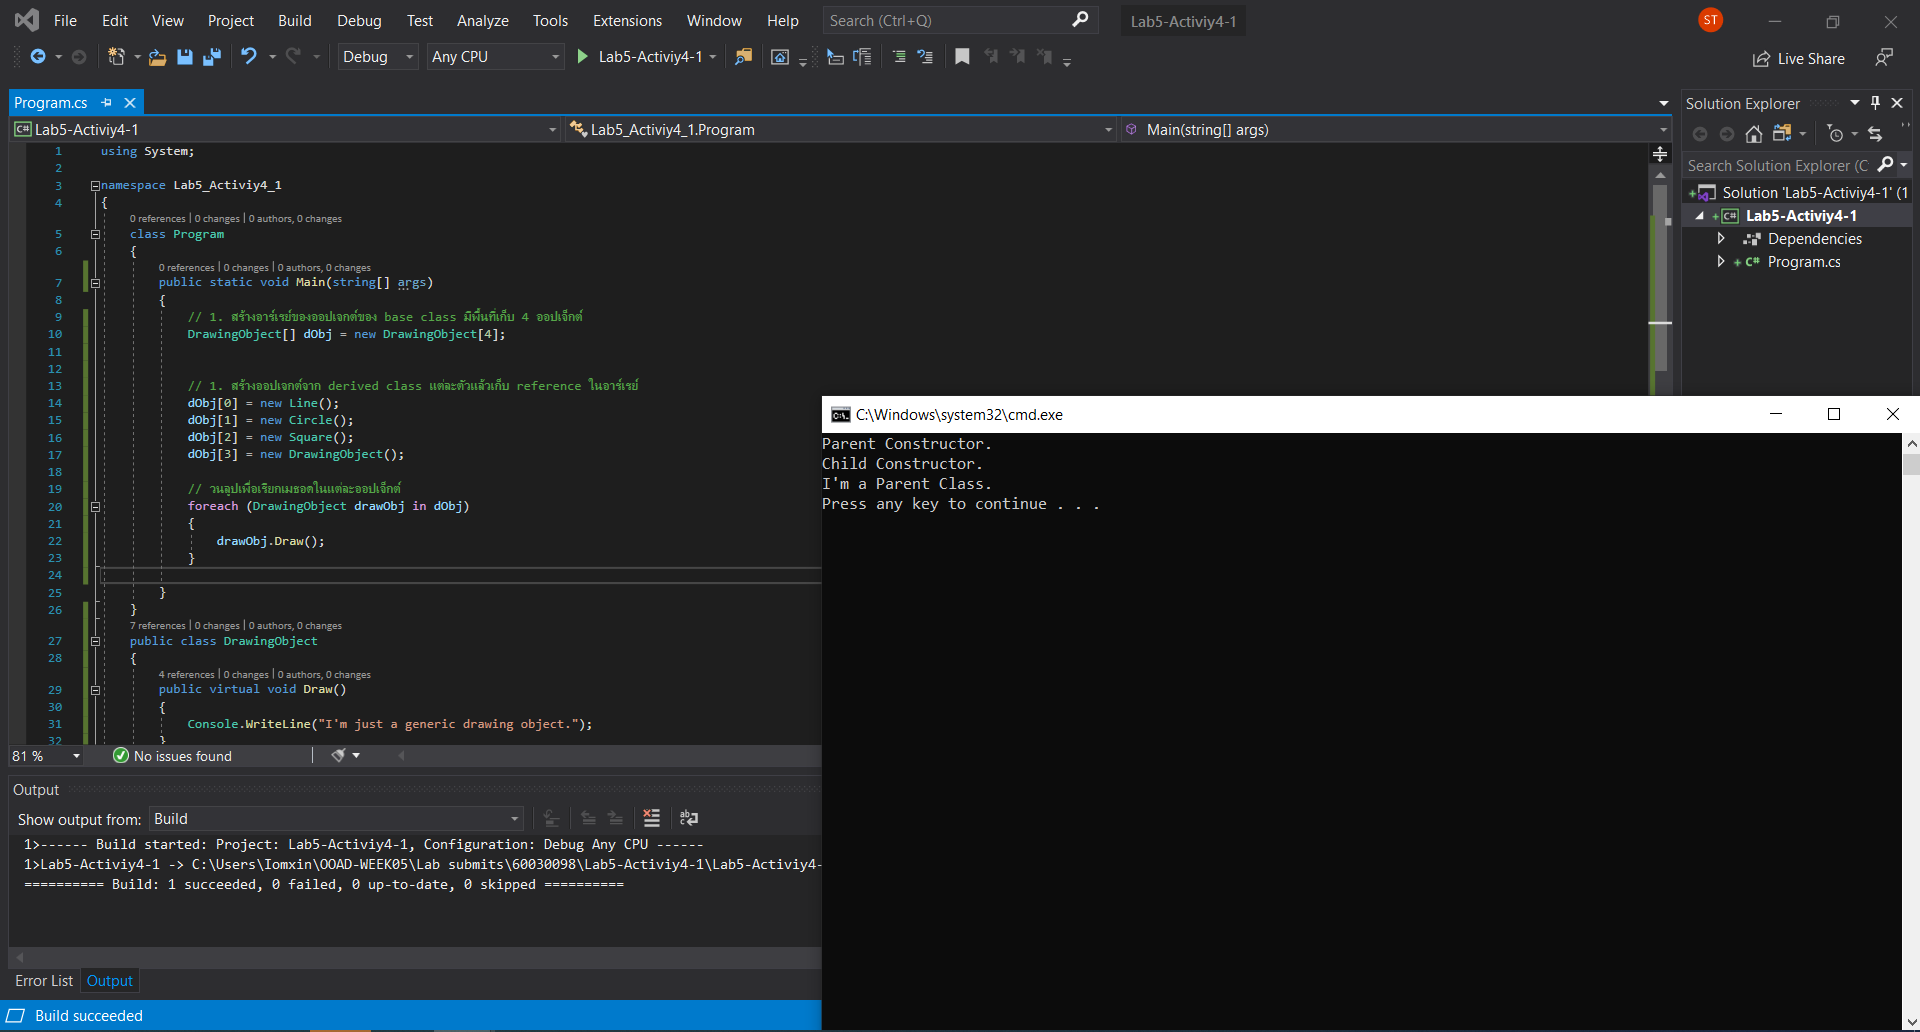 File Edit View Project Build Debug Test Analyze Tools Extensions Window Help Search (Ctrl+Q) Lab5-Activiy4-1 ST
Debug Any CPU Lab5-Activiy4-1 Live Share
Program.cs
Lab5-Activiy4-1 Lab5_Activiy4_1.Program Main(string[] args)
1 using System;
2
3 namespace Lab5_Activiy4_1
4 {
0 references | 0 changes | 0 authors, 0 changes
5 class Program
6 {
0 references | 0 changes | 0 authors, 0 changes
7 public static void Main(string[] args)
8 {
9 // 1. สร้างอาร์เรย์ของออปเจกต์ของ base class มีพื้นที่เก็บ 4 ออปเจ็กต์
10 DrawingObject[] dObj = new DrawingObject[4];
11
12
13 // 1. สร้างออปเจกต์จาก derived class แต่ละตัวแล้วเก็บ reference ในอาร์เรย์
14 dObj[0] = new Line();
15 dObj[1] = new Circle();
16 dObj[2] = new Square();
17 dObj[3] = new DrawingObject();
18
19 // วนลูปเพื่อเรียกเมธอดในแต่ละออปเจ็กต์
20 foreach (DrawingObject drawObj in dObj)
21 {
22 drawObj.Draw();
23 }
24
25 }
26 }
7 references | 0 changes | 0 authors, 0 changes
27 public class DrawingObject
28 {
4 references | 0 changes | 0 authors, 0 changes
29 public virtual void Draw()
30 {
31 Console.WriteLine("I'm just a generic drawing object.");
32 }
81 % No issues found
Output
Show output from: Build
1>------ Build started: Project: Lab5-Activiy4-1, Configuration: Debug Any CPU ------
1>Lab5-Activiy4-1 -> C:\Users\Iomxin\OOAD-WEEK05\Lab submits\60030098\Lab5-Activiy4-1\Lab5-Activiy4-
========== Build: 1 succeeded, 0 failed, 0 up-to-date, 0 skipped ==========
Error List Output
Build succeeded
Solution Explorer
Search Solution Explorer (C
Solution 'Lab5-Activiy4-1' (1
Lab5-Activiy4-1
Dependencies
C# Program.cs
C:\Windows\system32\cmd.exe
Parent Constructor.
Child Constructor.
I'm a Parent Class.
Press any key to continue . . .